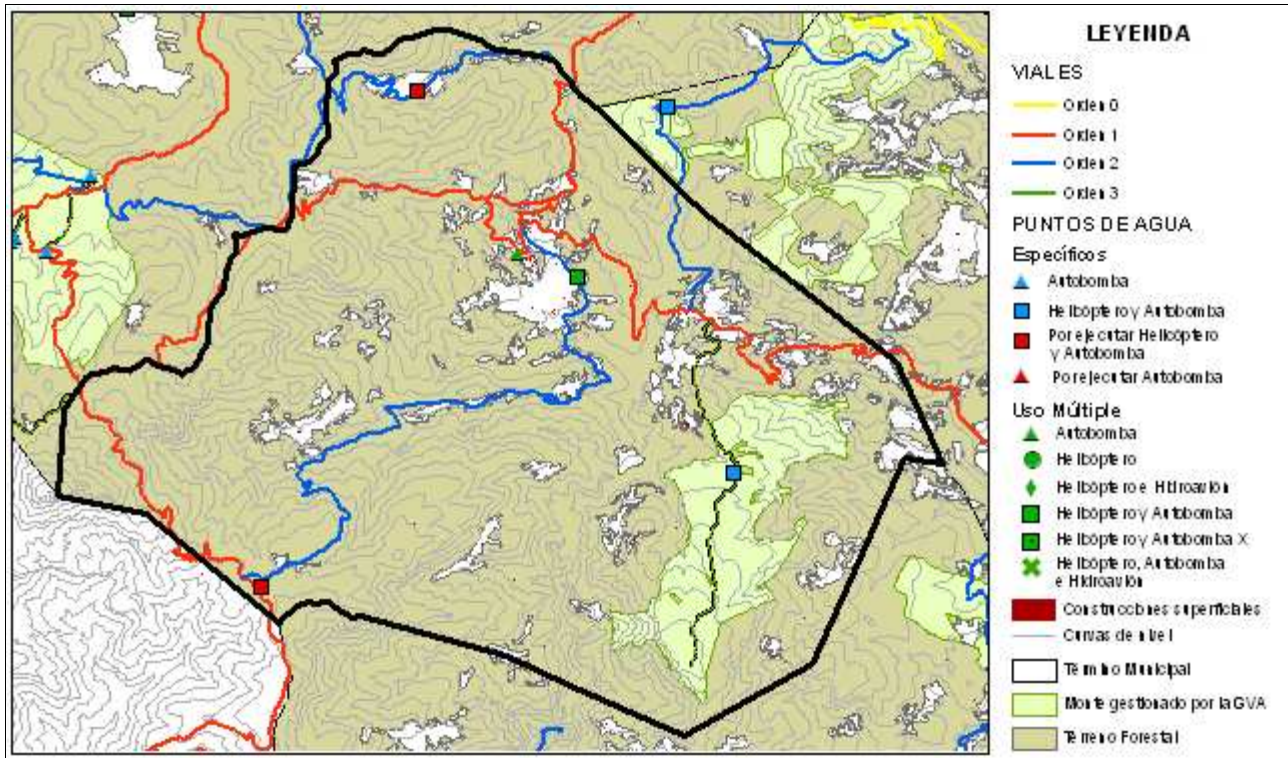 LEYENDA
VIALES
Orden 0
Orden 1
Orden 2
Orden 3
PUNTOS DE AGUA
Específicos
Autobomba
Helicóptero y Autobomba
Por ejecutar Helicóptero
y Autobomba
Por ejecutar Autobomba
Uso Múltiple
Autobomba
Helicóptero
Helicóptero e Hidroavión
Helicóptero y Autobomba
Helicóptero y Autobomba X
Helicóptero, Autobomba
e Hidroavión
Construcciones superficiales
Curvas de nivel
Término Municipal
Monte gestionado por la GVA
Terreno Forestal